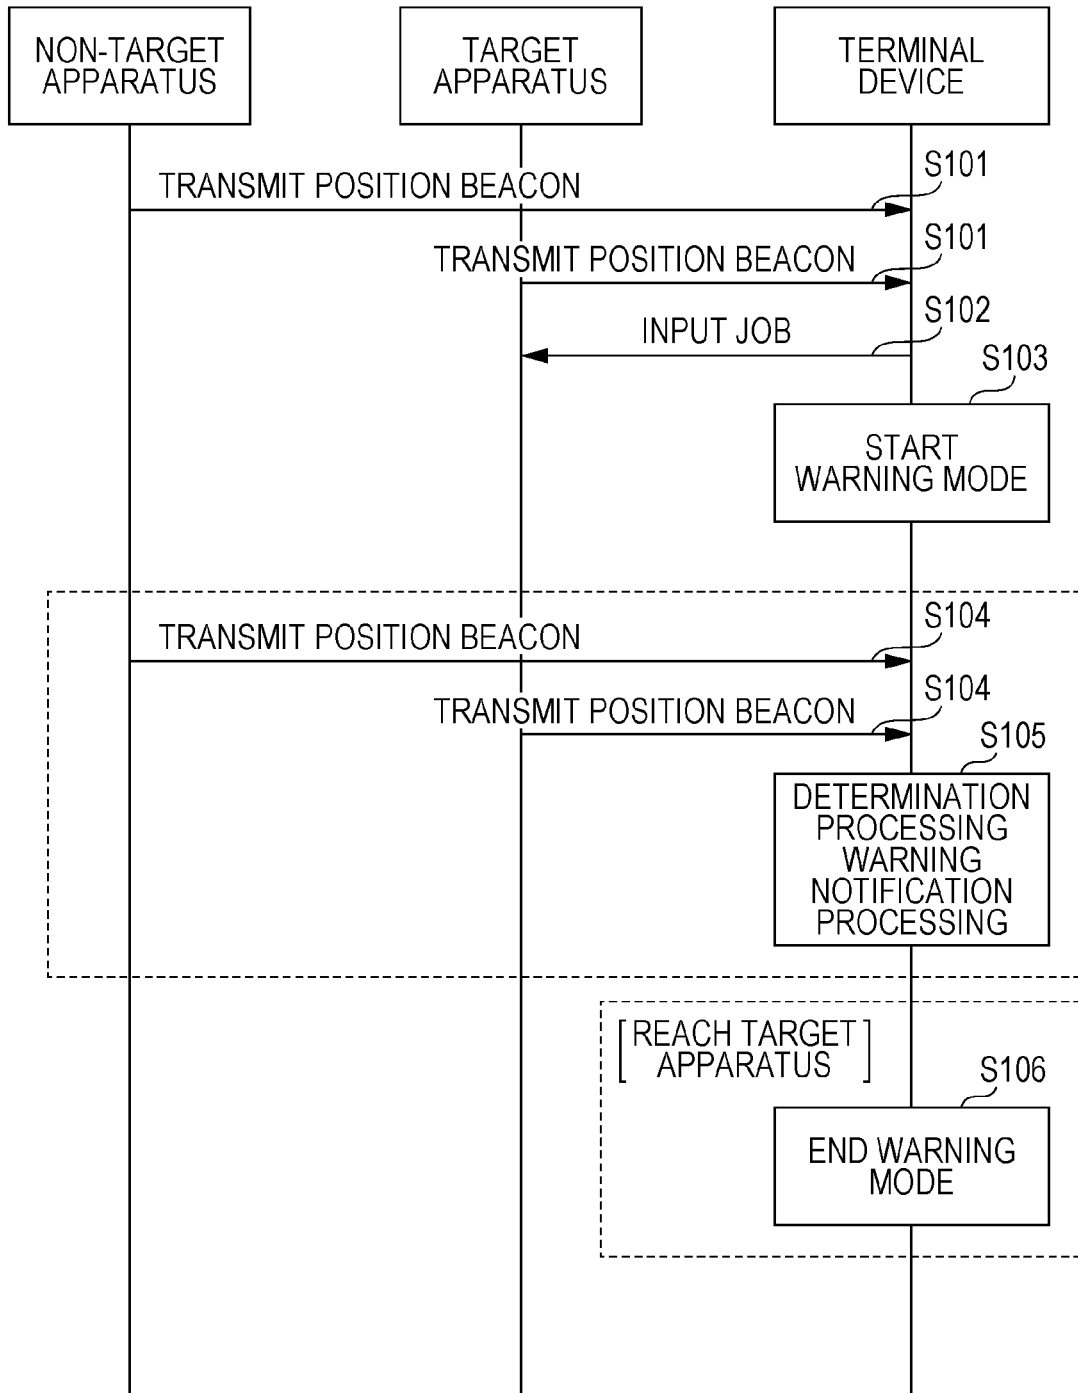 NON-TARGET
APPARATUS
TARGET
APPARATUS
TERMINAL
DEVICE
S101
TRANSMIT POSITION BEACON
S101
TRANSMIT POSITION BEACON
S102
INPUT JOB
S103
START
WARNING MODE
S104
TRANSMIT POSITION BEACON
S104
TRANSMIT POSITION BEACON
S105
DETERMINATION
PROCESSING
WARNING
NOTIFICATION
PROCESSING
[REACH TARGET
APPARATUS]
S106
END WARNING
MODE